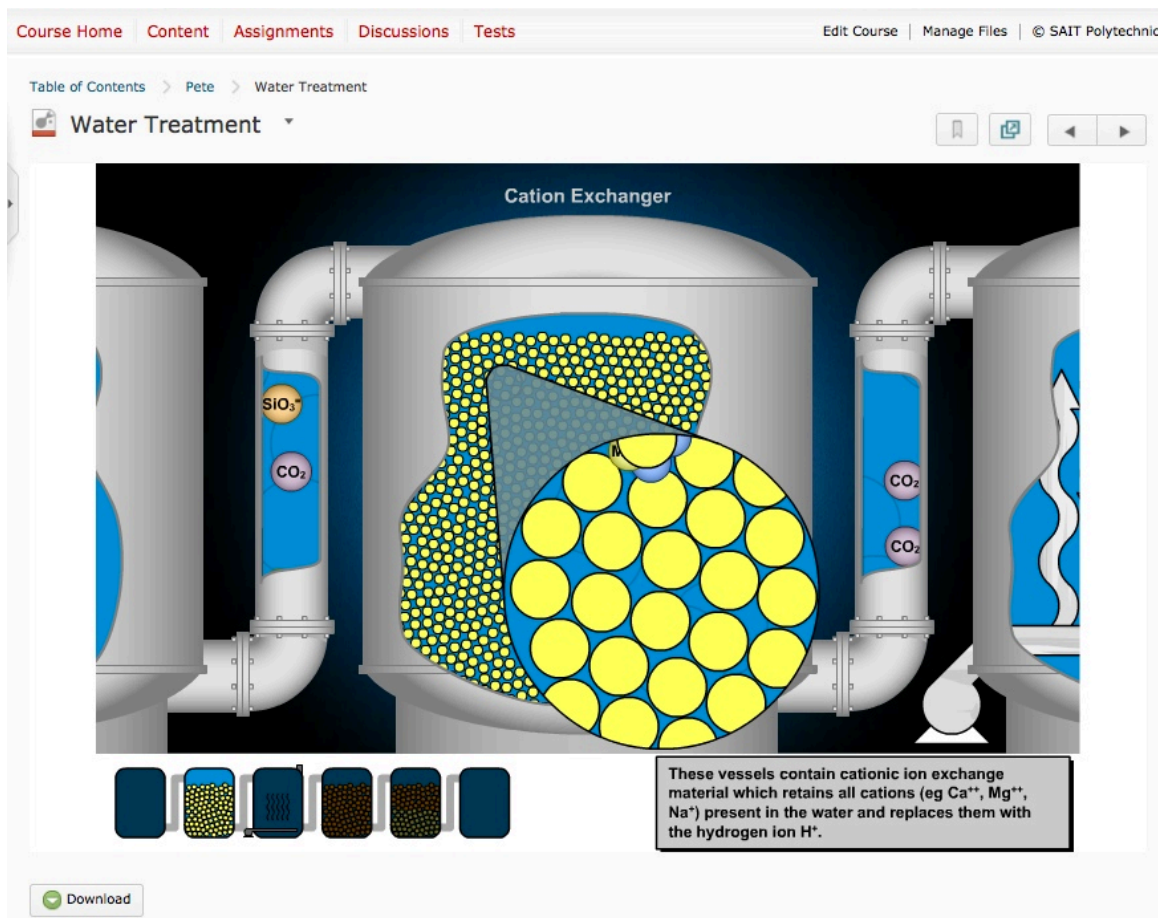 Course Home Content Assignments Discussions Tests Edit Course Manage Files © SAIT Polytechnic
Table of Contents Pete Water Treatment
Water Treatment
Cation Exchanger
SiO₃⁻
CO₂
CO₂
CO₂
These vessels contain cationic ion exchange
material which retains all cations (eg Ca⁺⁺, Mg⁺⁺,
Na⁺) present in the water and replaces them with
the hydrogen ion H⁺.
Download